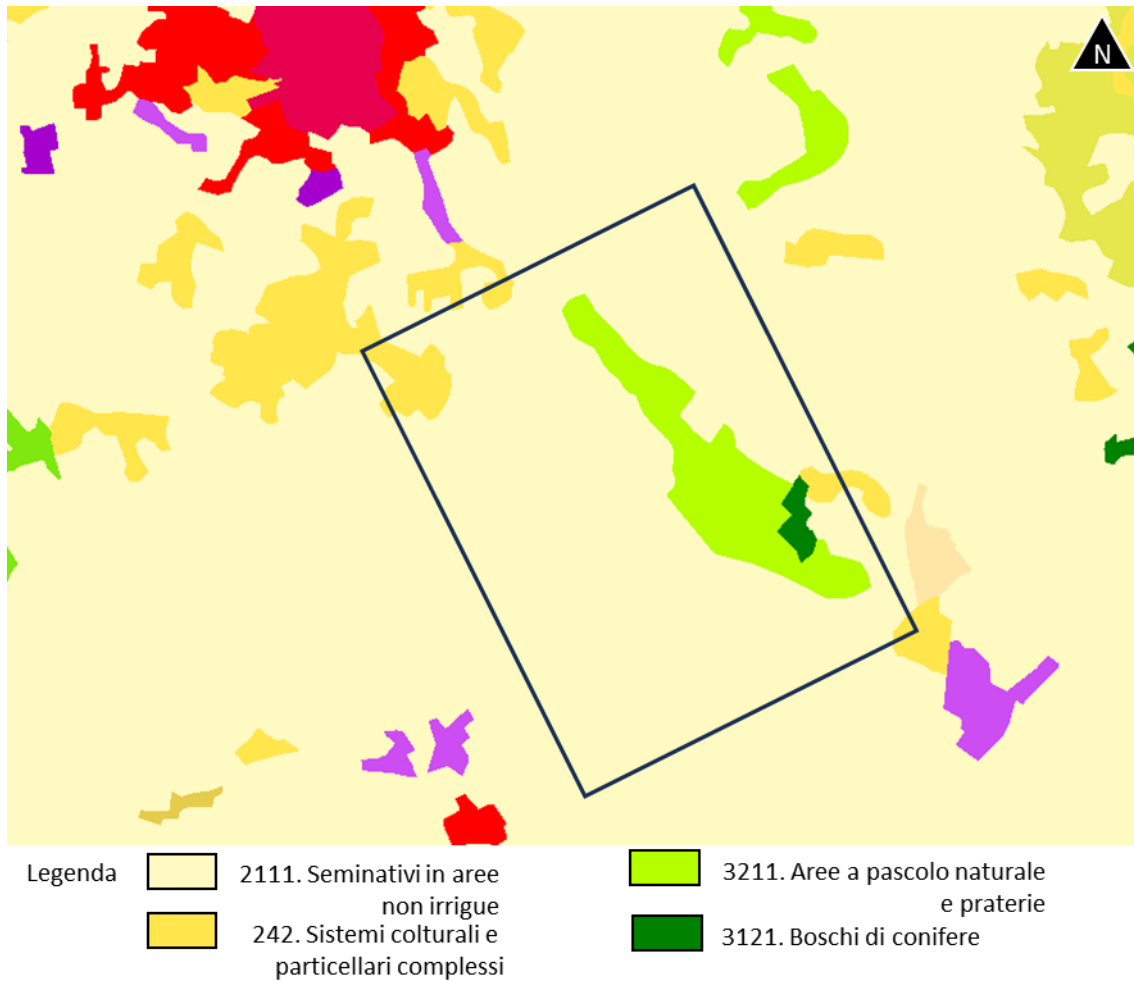 N
Legenda
2111. Seminativi in aree
non irrigue
242. Sistemi colturali e
particellari complessi
3211. Aree a pascolo naturale
e praterie
3121. Boschi di conifere